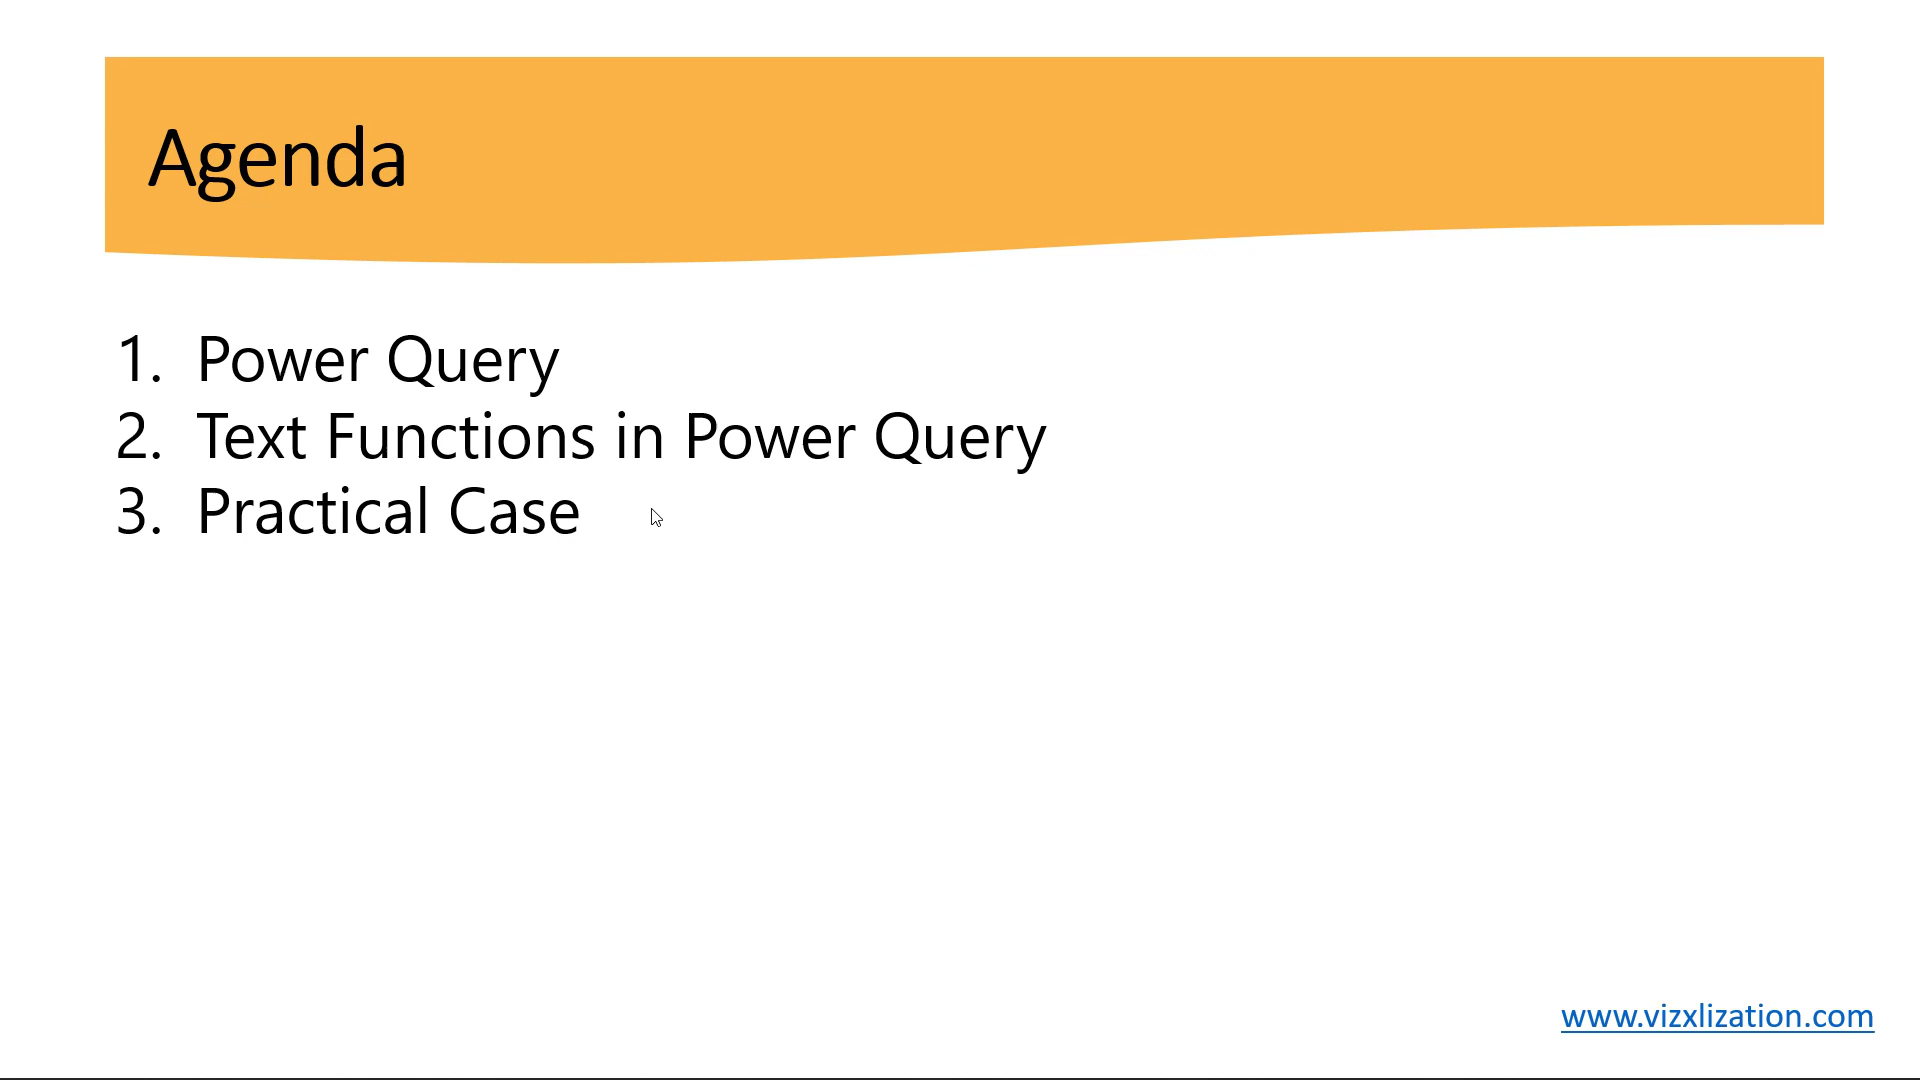 Agenda
1. Power Query
2. Text Functions in Power Query
3. Practical Case
www.vizxlization.com